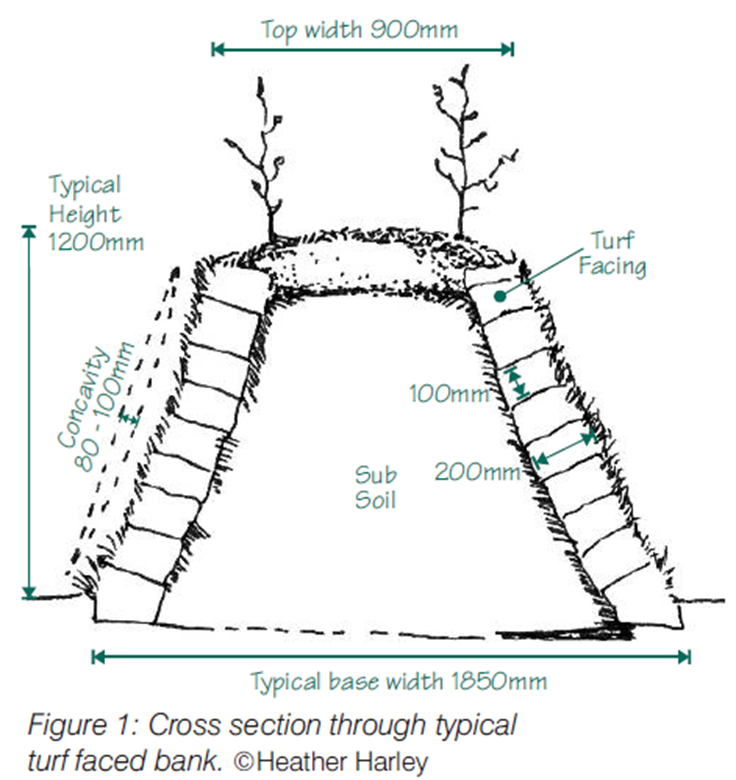 Top width 900mm
Typical
Height
1200mm
Turf
Facing
Concavity
80 - 100mm
100mm
200mm
Sub
Soil
Typical base width 1850mm
Figure 1: Cross section through typical
turf faced bank. ©Heather Harley